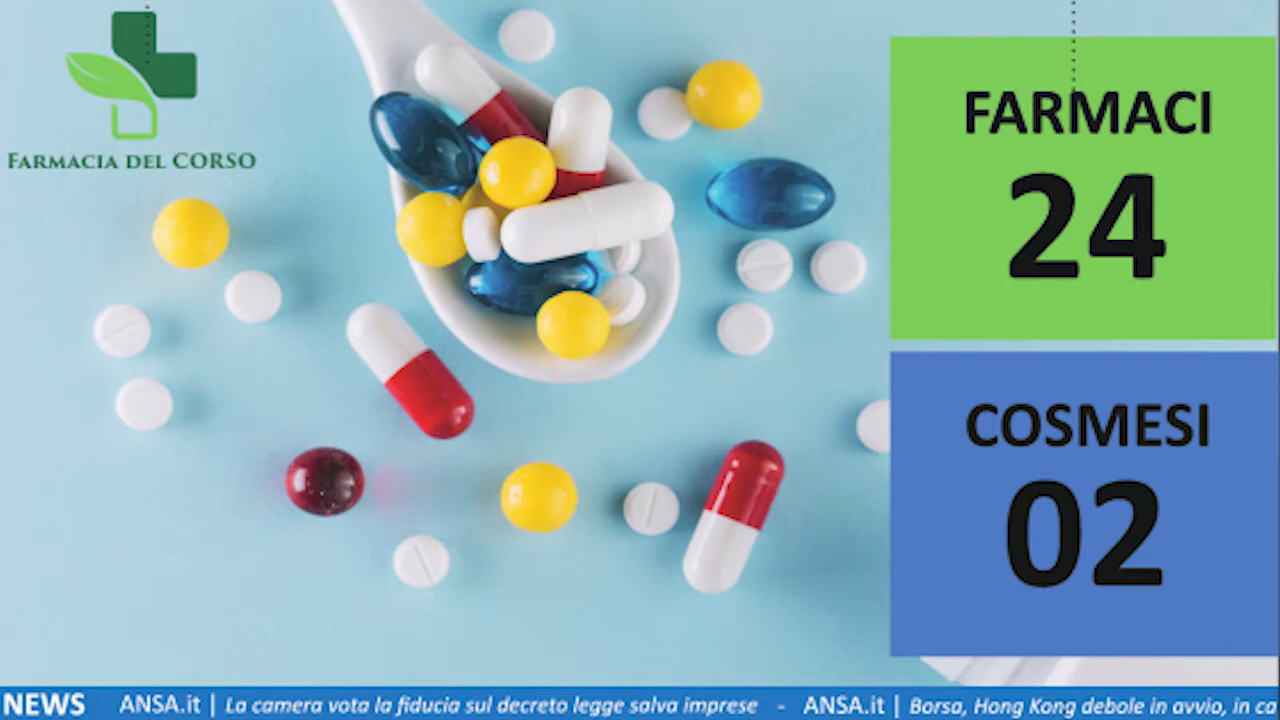 FARMACIA DEL CORSO
FARMACI
24
COSMESI
02
NEWS ANSA.it | La camera vota la fiducia sul decreto legge salva imprese - ANSA.it | Borsa, Hong Kong debole in avvio, in ca